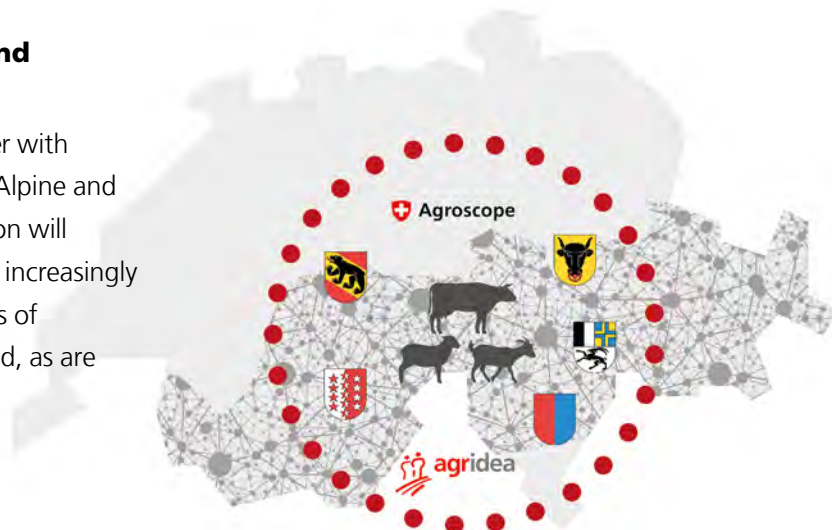 nd
er with
Alpine and
on will
increasingly
s of
d, as are
Agroscope
agridea